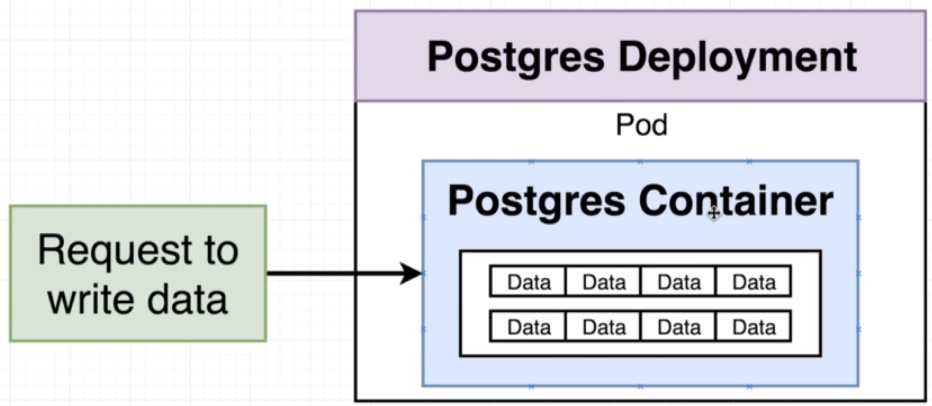 Postgres Deployment
Pod
Postgres Container
Request to
write data
Data Data Data Data
Data Data Data Data